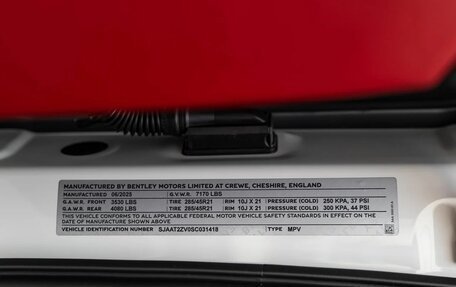 MANUFACTURED BY BENTLEY MOTORS LIMITED AT CREWE, CHESHIRE, ENGLAND
MANUFACTURED 06/2025 G.V.W.R. 7170 LBS
G.A.W.R. FRONT 3530 LBS TIRE 285/45R21 RIM 10J X 21 PRESSURE (COLD) 250 KPA, 37 PSI
G.A.W.R. REAR 4080 LBS TIRE 285/45R21 RIM 10J X 21 PRESSURE (COLD) 300 KPA, 44 PSI
THIS VEHICLE CONFORMS TO ALL APPLICABLE FEDERAL MOTOR VEHICLE SAFETY STANDARDS IN EFFECT ON THE
DATE OF MANUFACTURE SHOWN ABOVE
VEHICLE IDENTIFICATION NUMBER SJAAT2ZV0SC031418 TYPE MPV